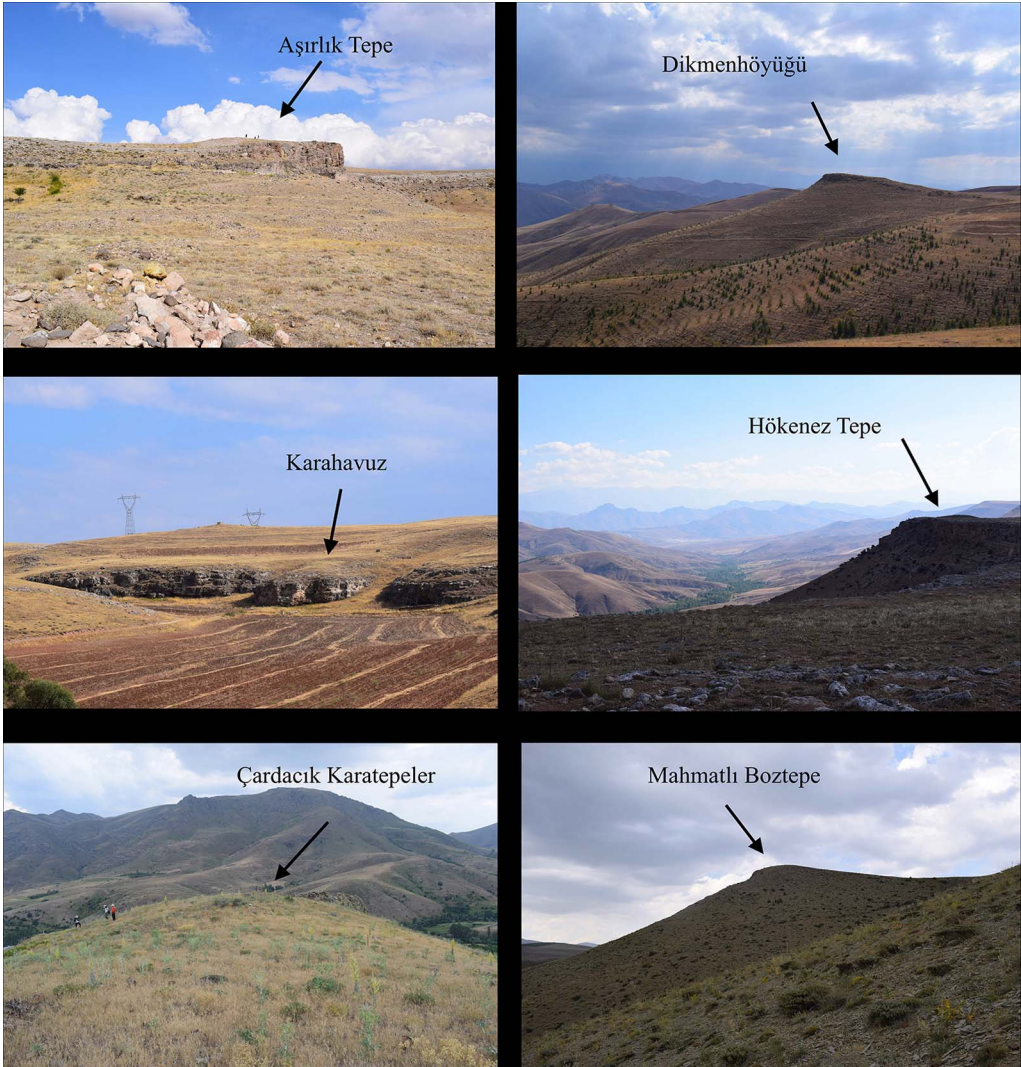 Aşırlık Tepe
Dikmenhöyüğü
Karahavuz
Hökenez Tepe
Çardacık Karatepeler
Mahmatlı Boztepe